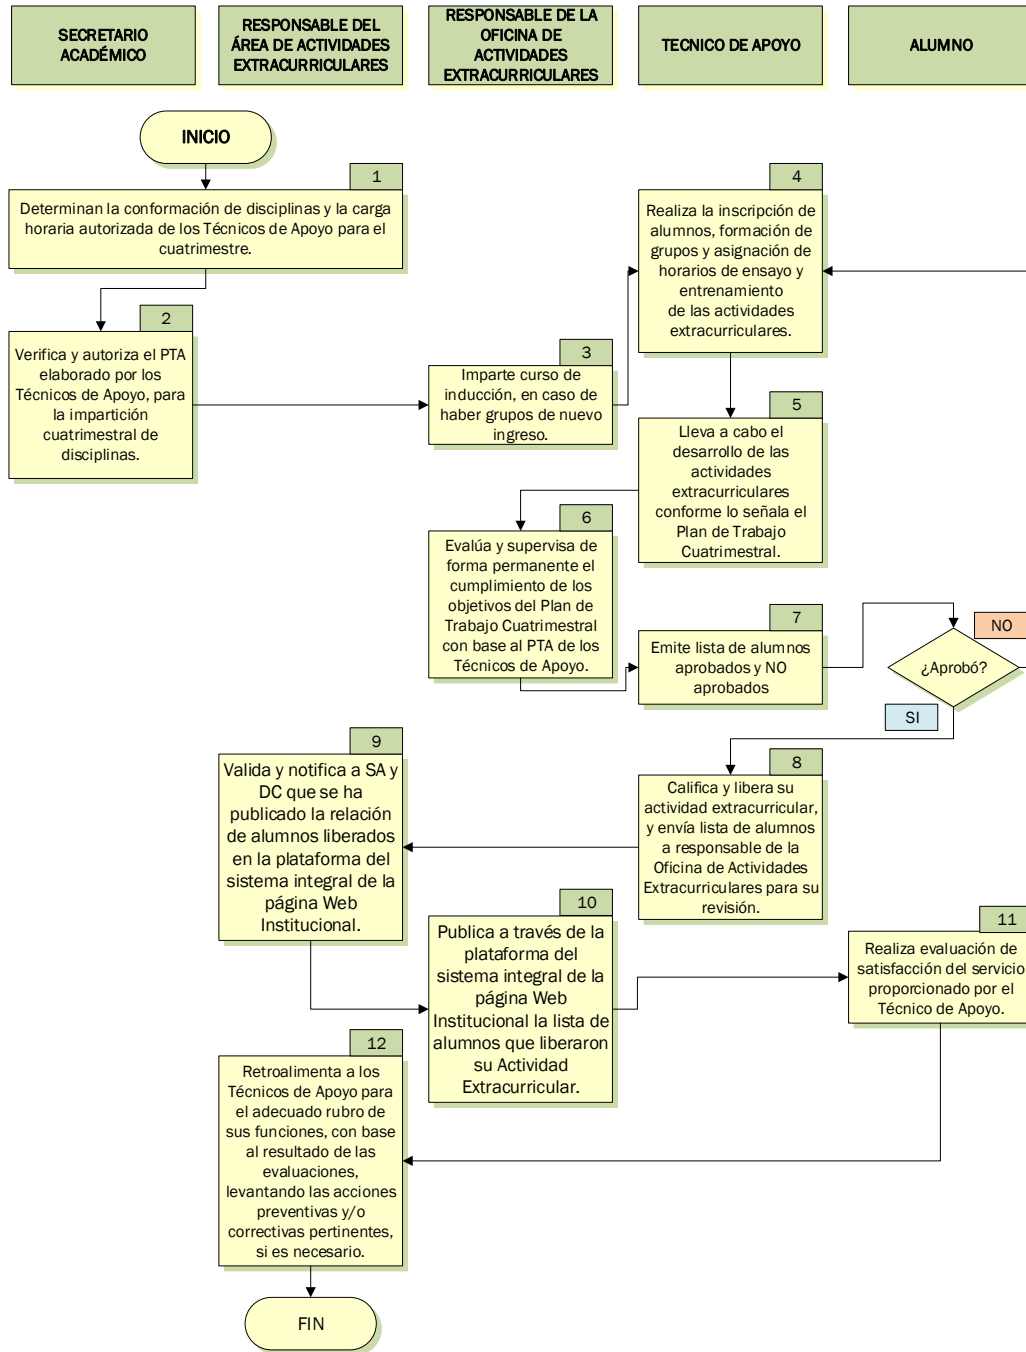 SECRETARIO
ACADÉMICO
RESPONSABLE DEL
ÁREA DE ACTIVIDADES
EXTRACURRICULARES
RESPONSABLE DE LA
OFICINA DE
ACTIVIDADES
EXTRACURRICULARES
TECNICO DE APOYO
ALUMNO
INICIO
1
Determinan la conformación de disciplinas y la carga
horaria autorizada de los Técnicos de Apoyo para el
cuatrimestre.
2
Verifica y autoriza el PTA
elaborado por los
Técnicos de Apoyo, para
la impartición
cuatrimestral de
disciplinas.
3
Imparte curso de
inducción, en caso de
haber grupos de nuevo
ingreso.
4
Realiza la inscripción de
alumnos, formación de
grupos y asignación de
horarios de ensayo y
entrenamiento
de las actividades
extracurriculares.
5
Lleva a cabo el
desarrollo de las
actividades
extracurriculares
conforme lo señala el
Plan de Trabajo
Cuatrimestral.
6
Evalúa y supervisa de
forma permanente el
cumplimiento de los
objetivos del Plan de
Trabajo Cuatrimestral
con base al PTA de los
Técnicos de Apoyo.
7
Emite lista de alumnos
aprobados y NO
aprobados
¿Aprobó?
NO
SI
8
Califica y libera su
actividad extracurricular,
y envía lista de alumnos
a responsable de la
Oficina de Actividades
Extracurriculares para su
revisión.
9
Valida y notifica a SA y
DC que se ha
publicado la relación
de alumnos liberados
en la plataforma del
sistema integral de la
página Web
Institucional.
10
Publica a través de la
plataforma del
sistema integral de la
página Web
Institucional la lista de
alumnos que liberaron
su Actividad
Extracurricular.
11
Realiza evaluación de
satisfacción del servicio
proporcionado por el
Técnico de Apoyo.
12
Retroalimenta a los
Técnicos de Apoyo para
el adecuado rubro de
sus funciones, con base
al resultado de las
evaluaciones,
levantando las acciones
preventivas y/o
correctivas pertinentes,
si es necesario.
FIN